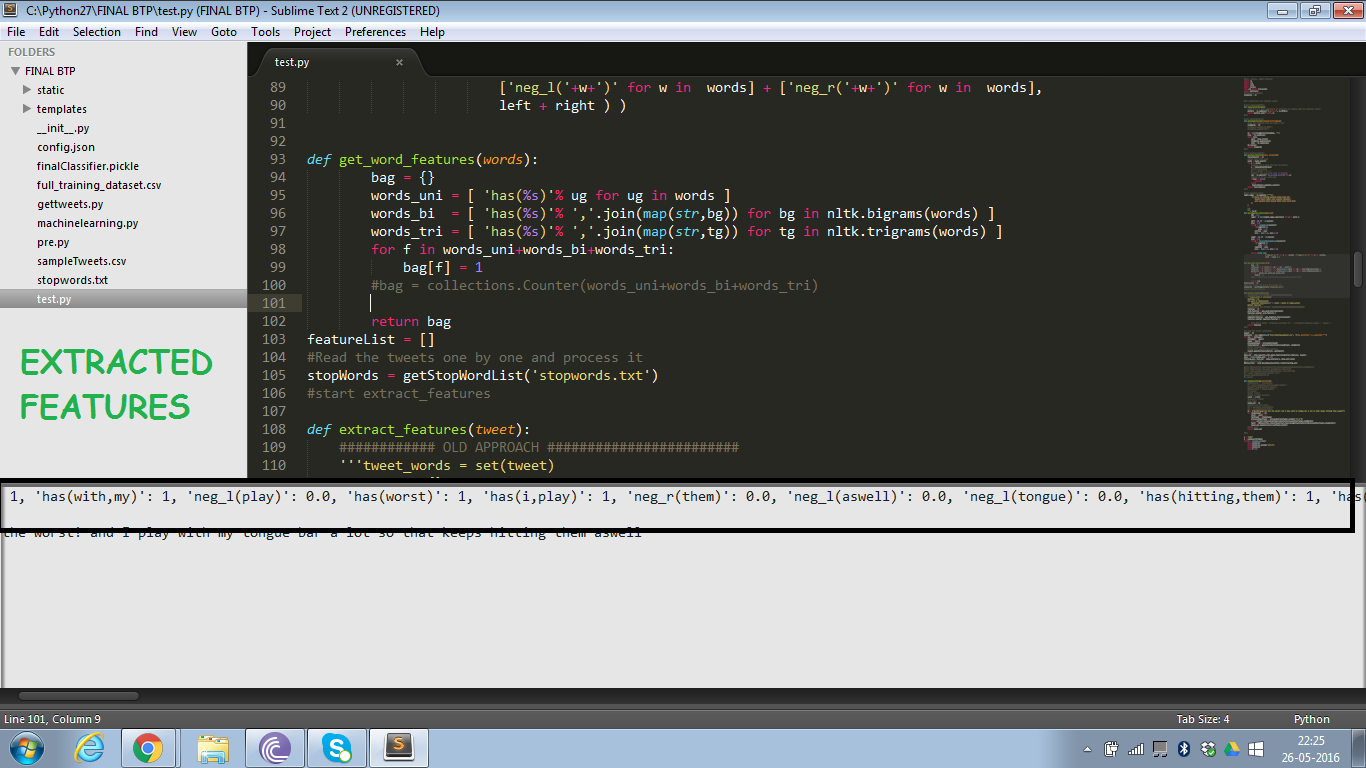 C:\Python27\FINAL BTP\test.py (FINAL BTP) - Sublime Text 2 (UNREGISTERED)
File Edit Selection Find View Goto Tools Project Preferences Help
FOLDERS
FINAL BTP
static
templates
__init__.py
config.json
finalClassifier.pickle
full_training_dataset.csv
gettweets.py
machinelearning.py
pre.py
sampleTweets.csv
stopwords.txt
test.py
EXTRACTED
FEATURES
test.py
89 ['neg_l('+w+')' for w in  words] + ['neg_r('+w+')' for w in  words],
90 left + right ) )
91
92
93 def get_word_features(words):
94 bag = {}
95 words_uni = [ 'has(%s)'% ug for ug in words ]
96 words_bi  = [ 'has(%s)'% ','.join(map(str,bg)) for bg in nltk.bigrams(words) ]
97 words_tri = [ 'has(%s)'% ','.join(map(str,tg)) for tg in nltk.trigrams(words) ]
98 for f in words_uni+words_bi+words_tri:
99 bag[f] = 1
100 #bag = collections.Counter(words_uni+words_bi+words_tri)
101
102 return bag
103 featureList = []
104 #Read the tweets one by one and process it
105 stopWords = getStopWordList('stopwords.txt')
106 #start extract_features
107
108 def extract_features(tweet):
109 ############ OLD APPROACH ########################
110 '''tweet_words = set(tweet)
1, 'has(with,my)': 1, 'neg_l(play)': 0.0, 'has(worst)': 1, 'has(i,play)': 1, 'neg_r(them)': 0.0, 'neg_l(aswell)': 0.0, 'neg_l(tongue)': 0.0, 'has(hitting,them)': 1, 'has(
the worst! and I play with my tongue bar a lot so that keeps hitting them aswell
Line 101, Column 9 Tab Size: 4 Python
22:25
26-05-2016